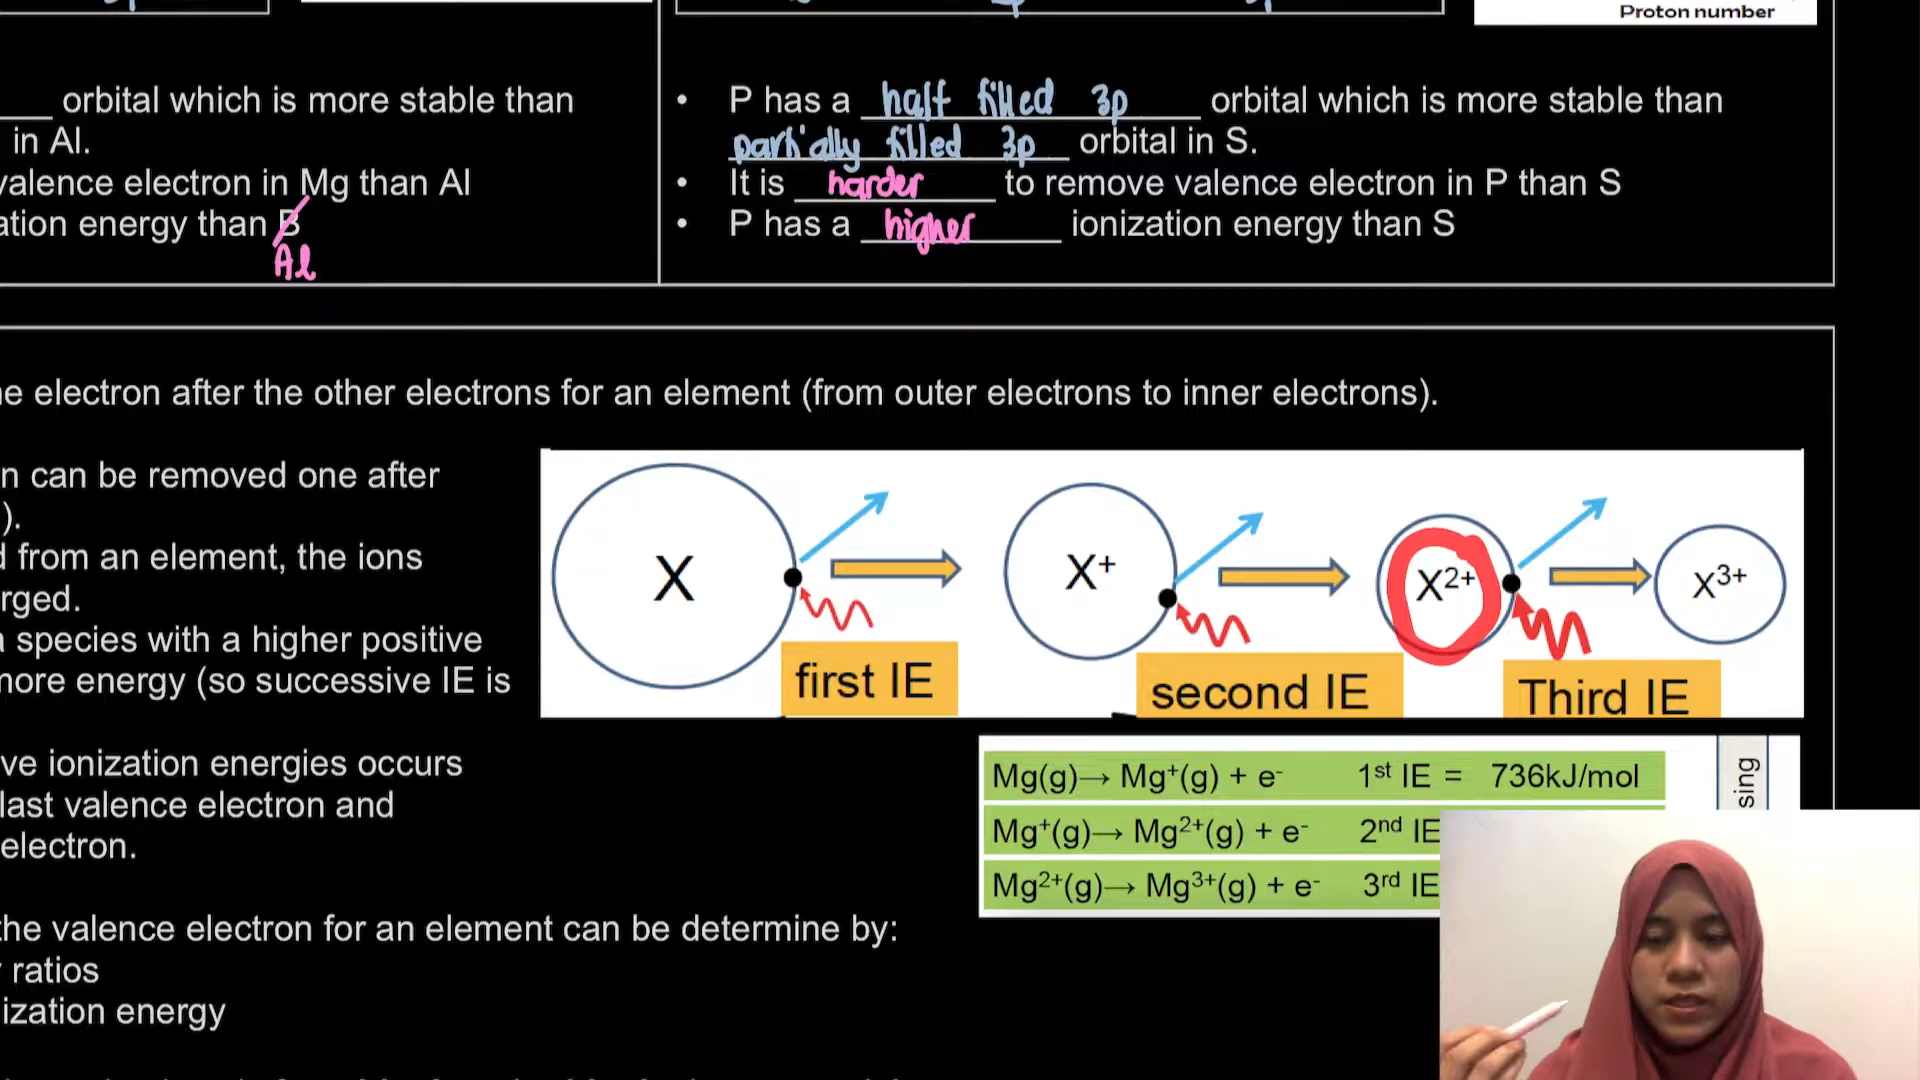 Proton number
orbital which is more stable than
in Al.
valence electron in Mg than Al
ation energy than B
Al
• P has a half filled 3p orbital which is more stable than
partially filled 3p orbital in S.
• It is harder to remove valence electron in P than S
• P has a higher ionization energy than S
e electron after the other electrons for an element (from outer electrons to inner electrons).
n can be removed one after
).
d from an element, the ions
rged.
a species with a higher positive
more energy (so successive IE is
ve ionization energies occurs
last valence electron and
electron.
X
X⁺
X²⁺
X³⁺
first IE
second IE
Third IE
Mg(g)→ Mg⁺(g) + e⁻ 1st IE = 736kJ/mol
Mg⁺(g)→ Mg²⁺(g) + e⁻ 2nd IE
Mg²⁺(g)→ Mg³⁺(g) + e⁻ 3rd IE
sing
the valence electron for an element can be determine by:
ratios
ization energy